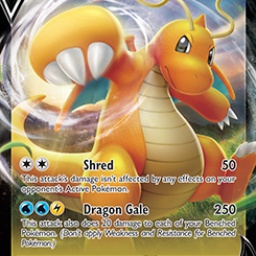 Shred 50
This attack's damage isn't affected by any effects on your
opponent's Active Pokémon.
Dragon Gale 250
This attack also does 20 damage to each of your Benched
Pokémon. (Don't apply Weakness and Resistance for Benched
Pokémon.)